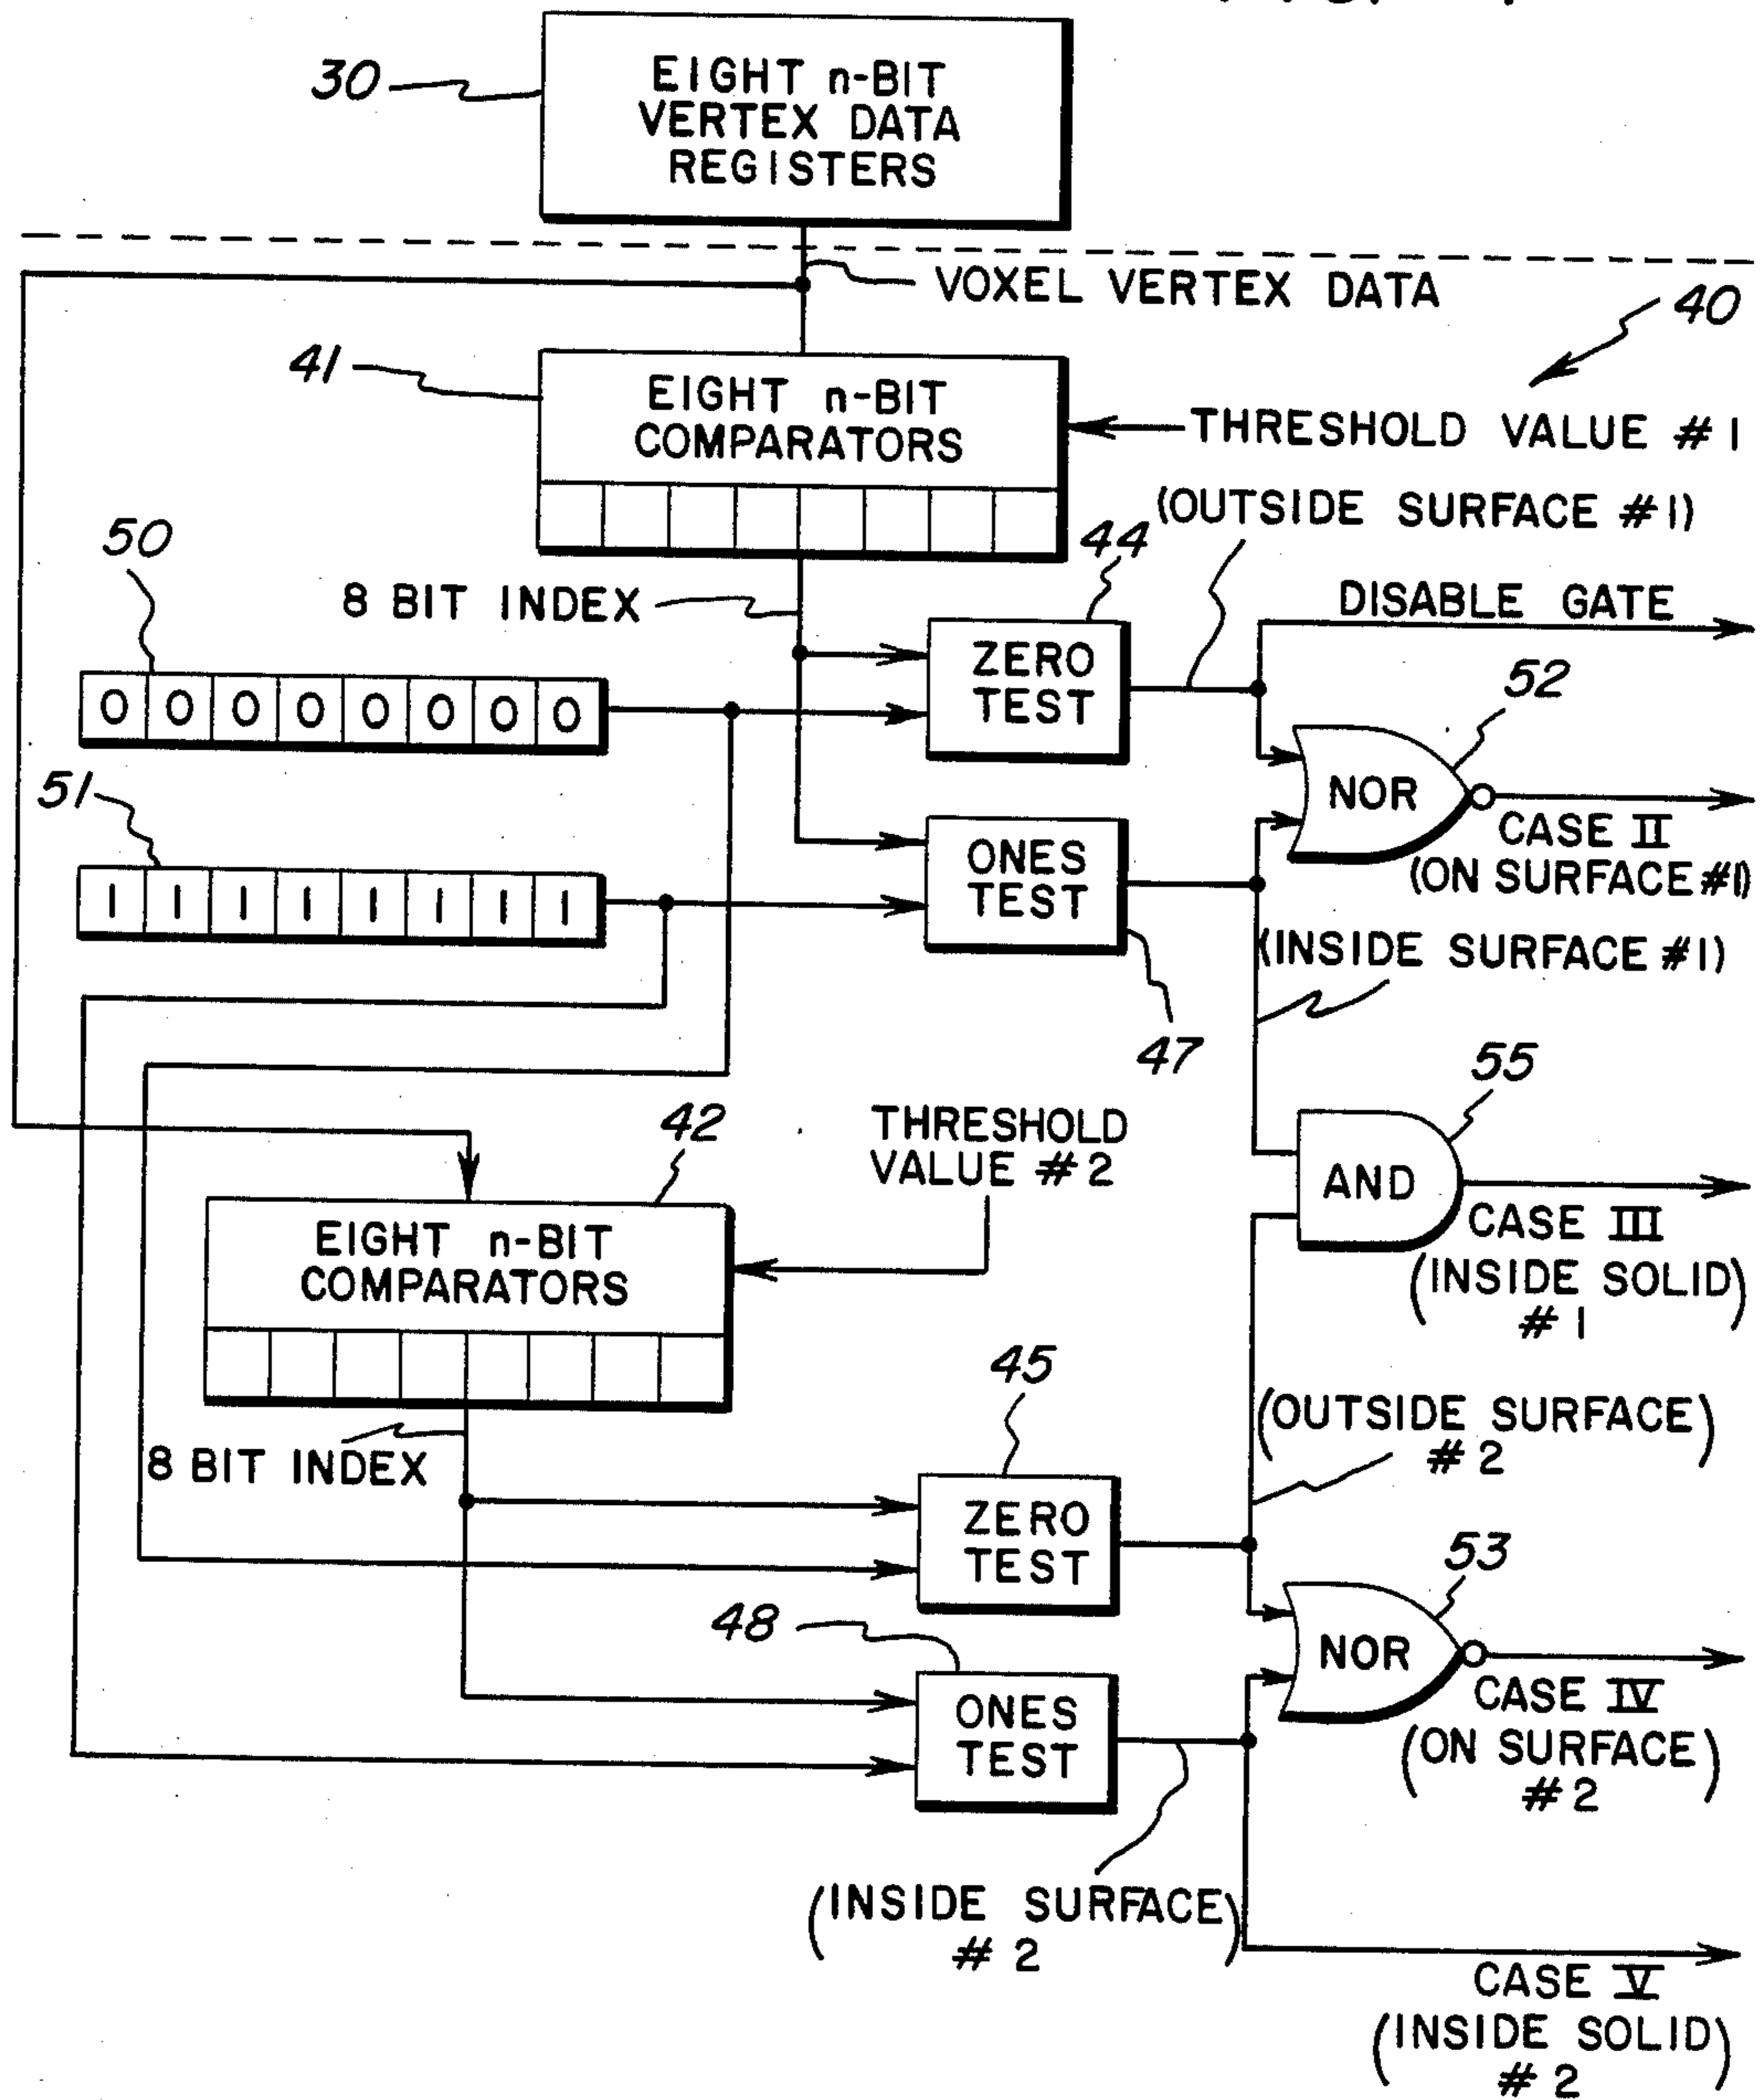 30
EIGHT n-BIT
VERTEX DATA
REGISTERS
VOXEL VERTEX DATA
40
41
EIGHT n-BIT
COMPARATORS
THRESHOLD VALUE # 1
(OUTSIDE SURFACE # 1)
50
44
8 BIT INDEX
DISABLE GATE
ZERO
TEST
52
0 0 0 0 0 0 0 0
NOR
51
CASE II
(ON SURFACE #1)
ONES
TEST
1 1 1 1 1 1 1 1
(INSIDE SURFACE #1)
47
55
42
THRESHOLD
VALUE # 2
AND
CASE III
(INSIDE SOLID)
# 1
EIGHT n-BIT
COMPARATORS
45
(OUTSIDE SURFACE)
# 2
8 BIT INDEX
ZERO
TEST
53
48
NOR
CASE IV
(ON SURFACE)
# 2
ONES
TEST
(INSIDE SURFACE)
# 2
CASE V
(INSIDE SOLID)
# 2